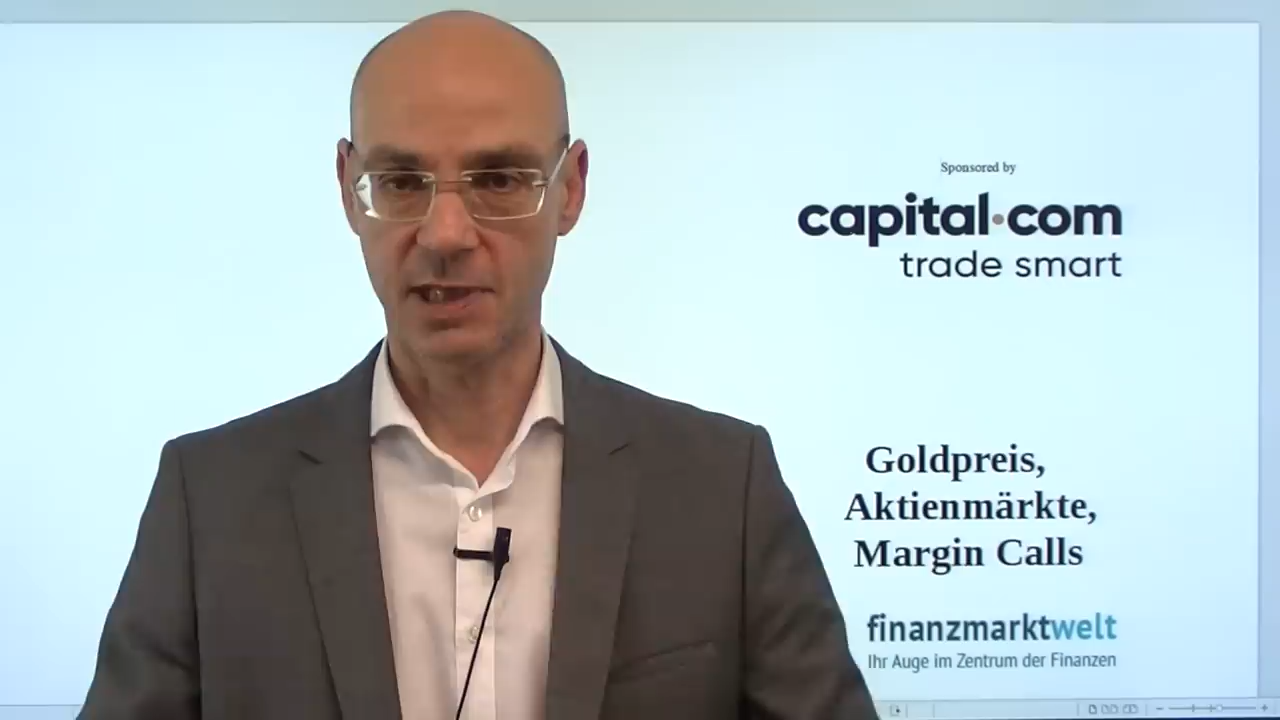 Sponsored by
capital.com
trade smart
Goldpreis,
Aktienmärkte,
Margin Calls
finanzmarktwelt
Ihr Auge im Zentrum der Finanzen